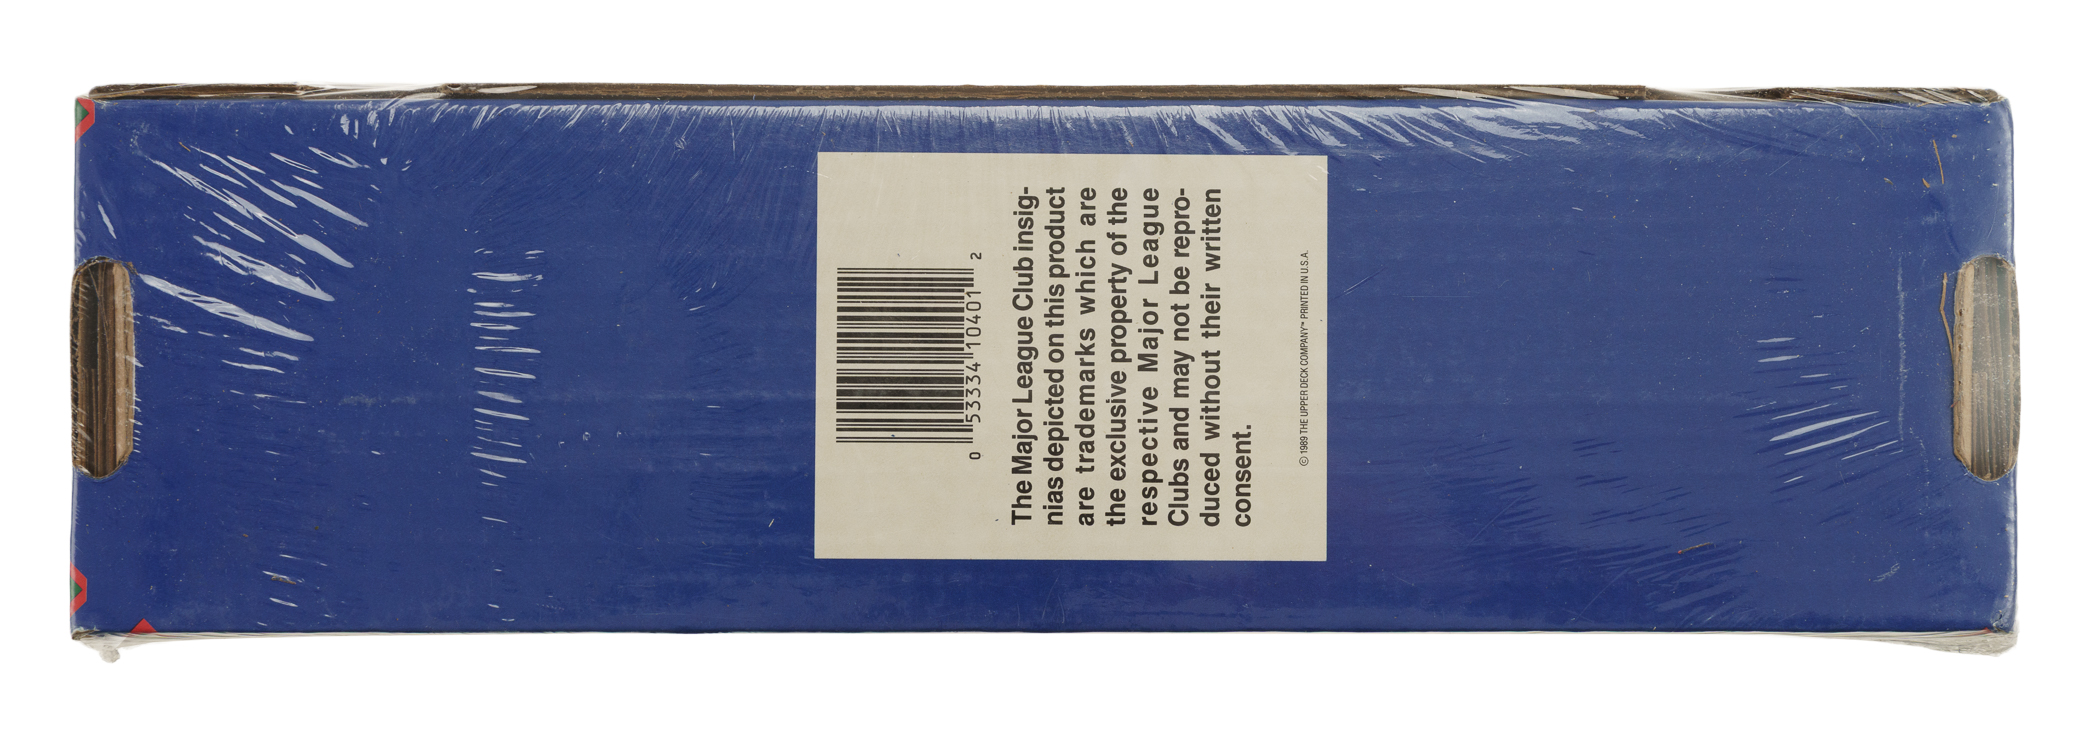 0 53334 10401 2
The Major League Club insig-
nias depicted on this product
are trademarks which are
the exclusive property of the
respective Major League
Clubs and may not be repro-
duced without their written
consent.
© 1989 THE UPPER DECK COMPANY™ PRINTED IN U.S.A.